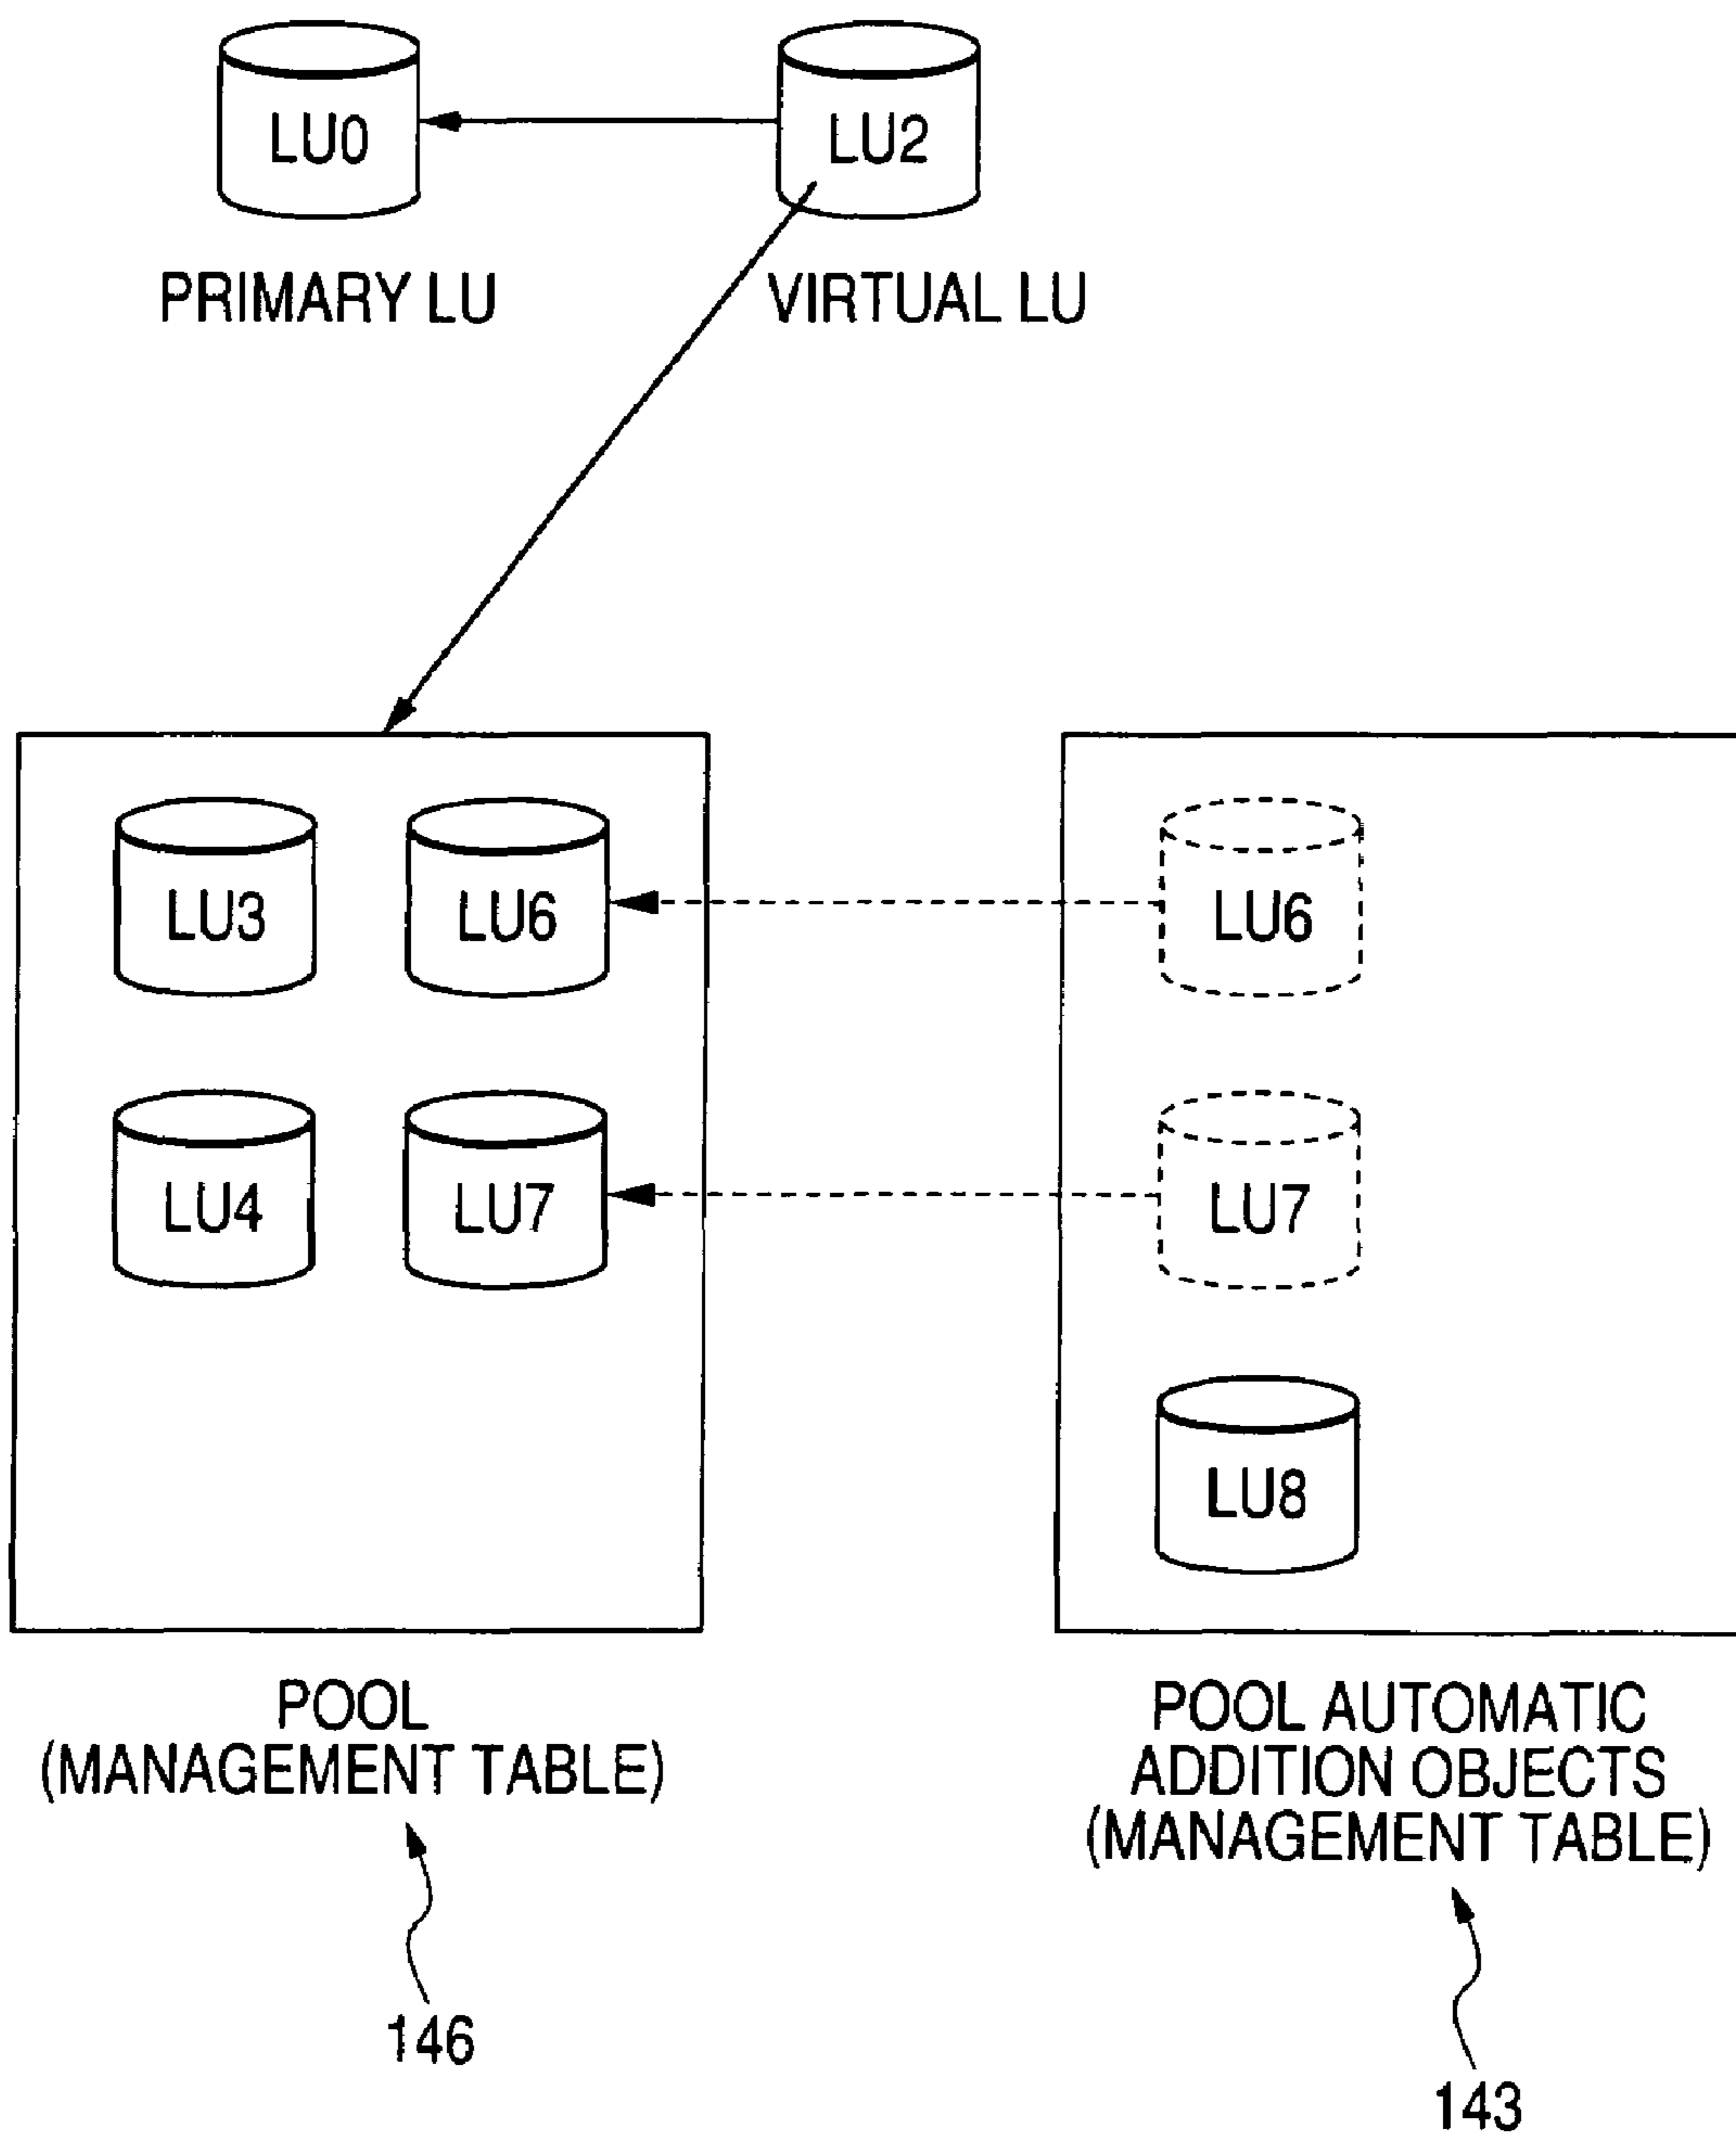 LU0
LU2
PRIMARY LU
VIRTUAL LU
LU3
LU6
LU6
LU4
LU7
LU7
LU8
POOL
(MANAGEMENT TABLE)
POOL AUTOMATIC
ADDITION OBJECTS
(MANAGEMENT TABLE)
146
143